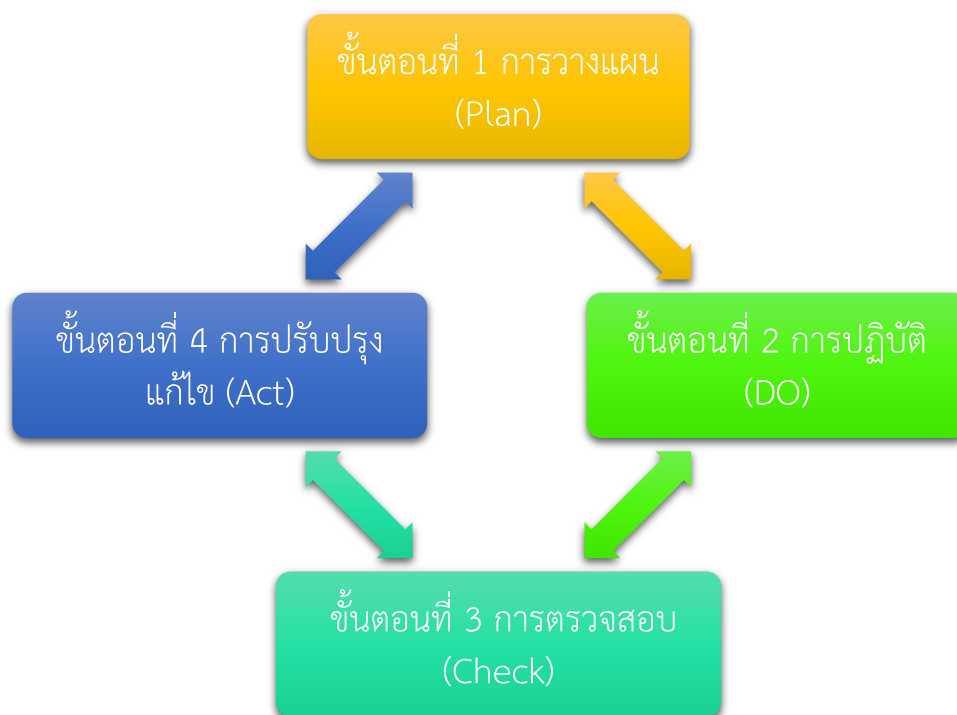 ขั้นตอนที่ 1 การวางแผน
(Plan)
ขั้นตอนที่ 2 การปฏิบัติ
(DO)
ขั้นตอนที่ 3 การตรวจสอบ
(Check)
ขั้นตอนที่ 4 การปรับปรุง
แก้ไข (Act)